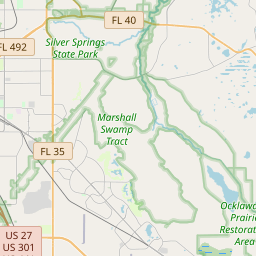 FL 40
FL 492
Silver Springs
State Park
Marshall
Swamp
Tract
FL 35
Ocklawa
Prairie
Restorat
Area
US 27
US 301